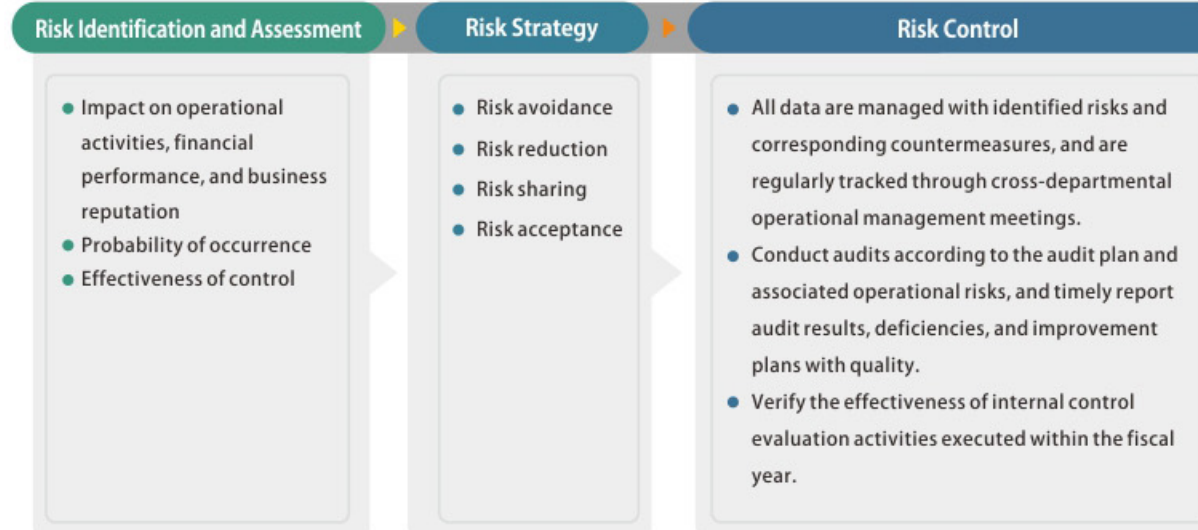 Risk Identification and Assessment
Impact on operational
activities, financial
performance, and business
reputation
Probability of occurrence
Effectiveness of control
Risk Strategy
Risk avoidance
Risk reduction
Risk sharing
Risk acceptance
Risk Control
All data are managed with identified risks and
corresponding countermeasures, and are
regularly tracked through cross-departmental
operational management meetings.
Conduct audits according to the audit plan and
associated operational risks, and timely report
audit results, deficiencies, and improvement
plans with quality.
Verify the effectiveness of internal control
evaluation activities executed within the fiscal
year.